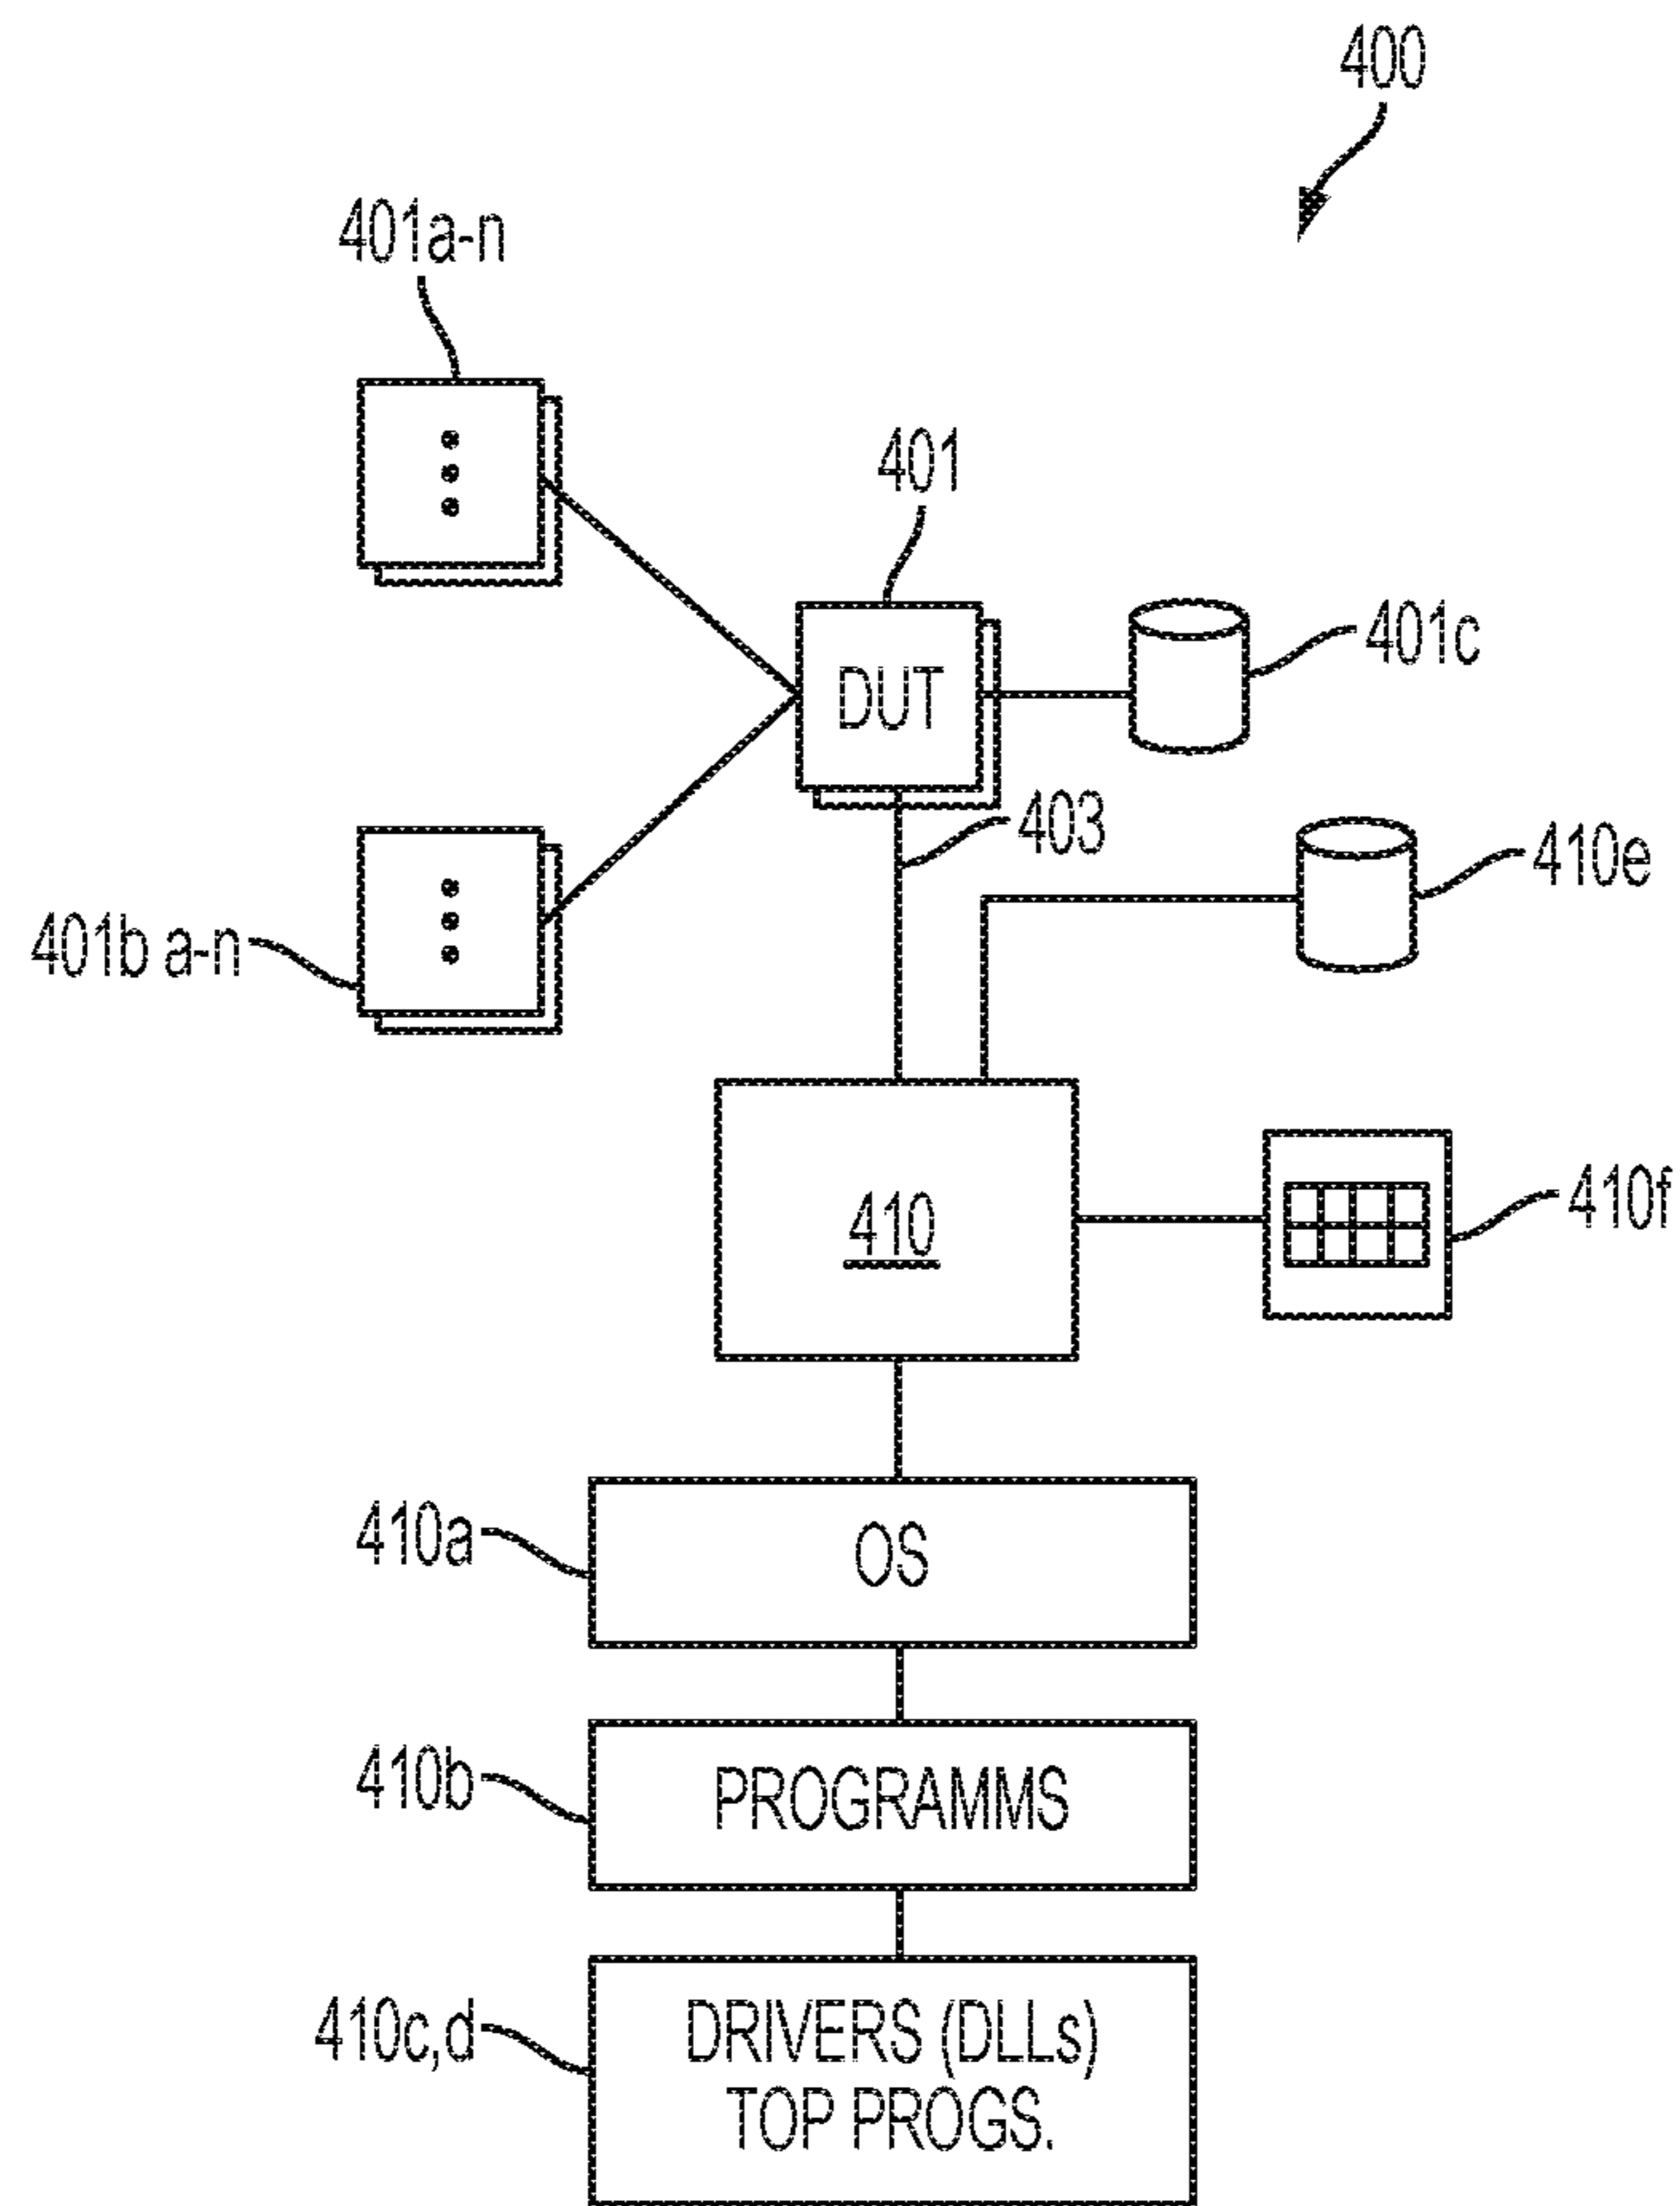 400
401a-n
401
DUT
401c
403
410e
401b a-n
410
410f
410a
OS
410b
PROGRAMMS
410c,d
DRIVERS (DLLs)
TOP PROGS.